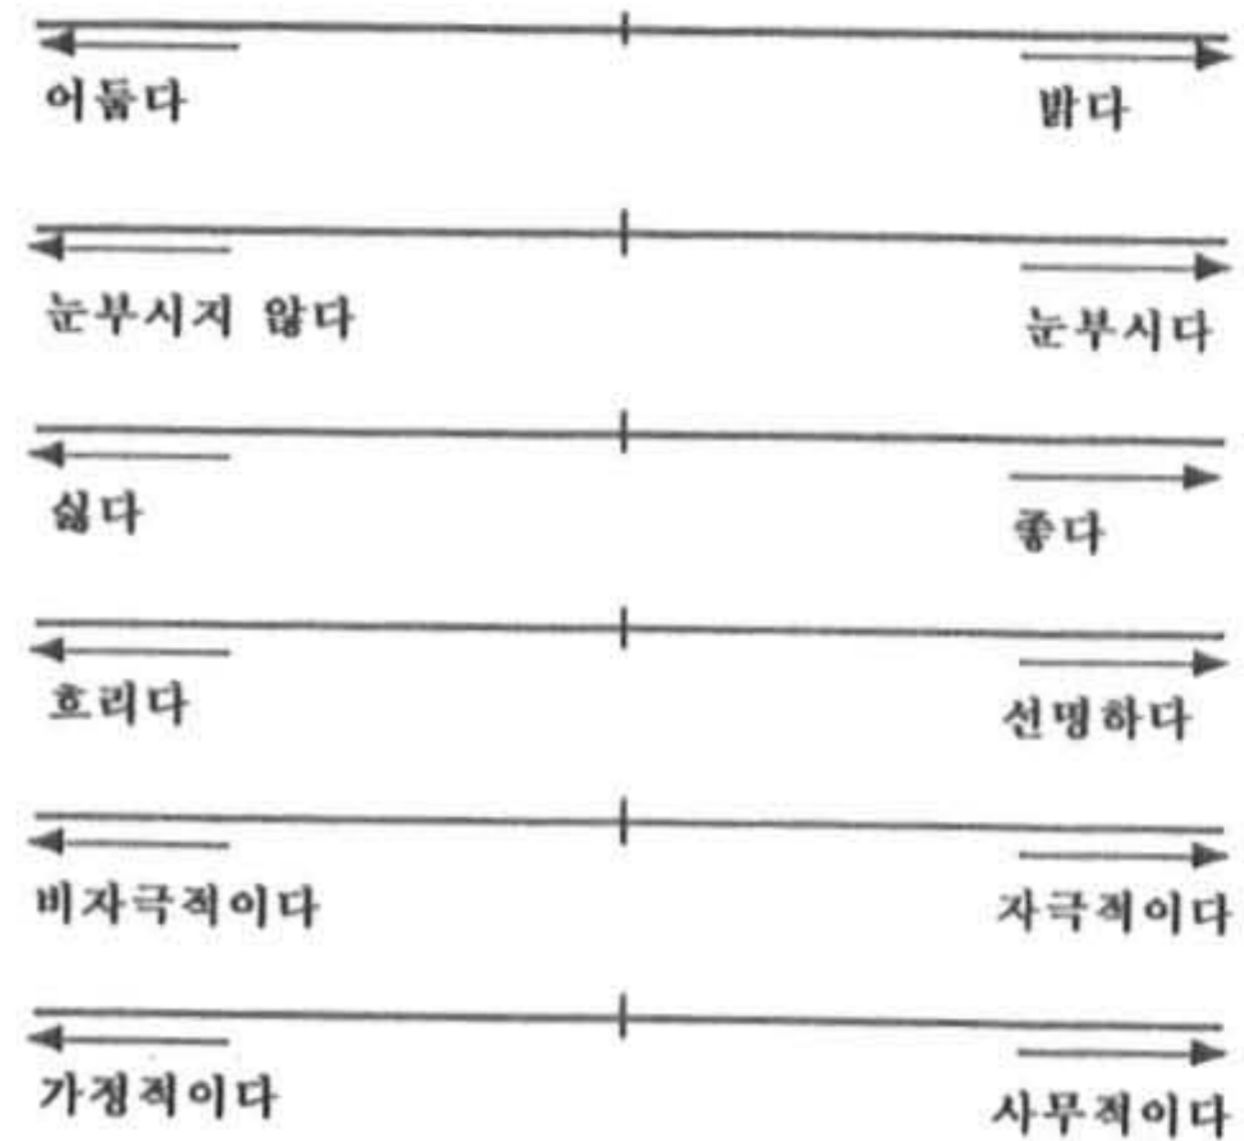 어둡다 밝다
눈부시지 않다 눈부시다
싫다 좋다
흐리다 선명하다
비자극적이다 자극적이다
가정적이다 사무적이다